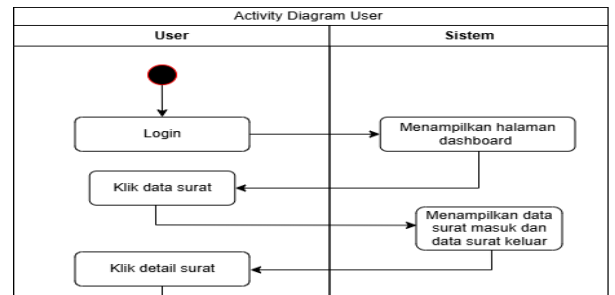 Activity Diagram User
User
Sistem
Login
Menampilkan halaman
dashboard
Klik data surat
Menampilkan data
surat masuk dan
data surat keluar
Klik detail surat